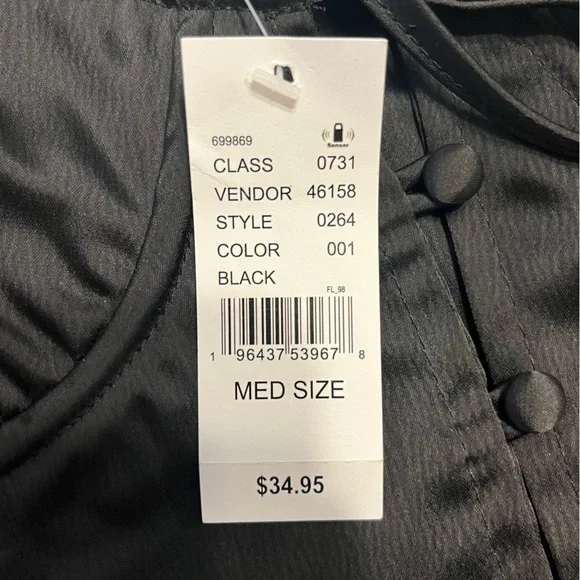 699869
Sensor
CLASS 0731
VENDOR 46158
STYLE 0264
COLOR 001
BLACK
FL_98
1 96437 53967 8
MED SIZE
$34.95